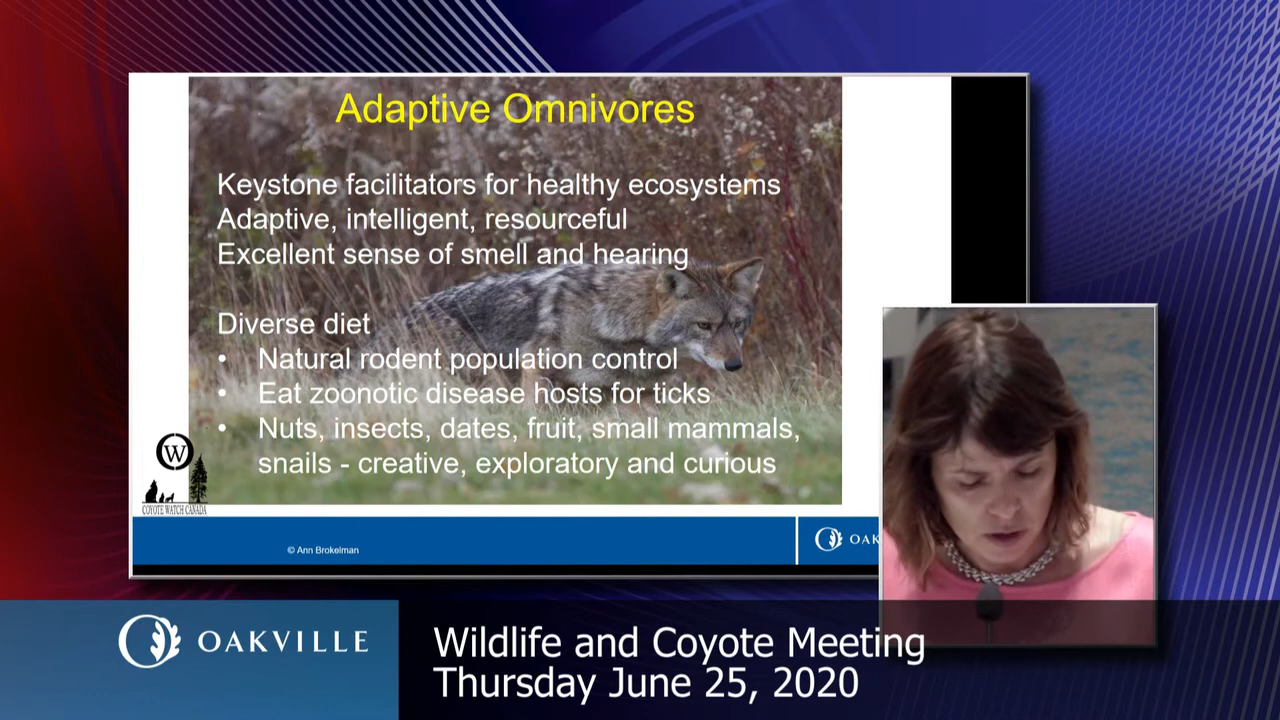 Adaptive Omnivores
Keystone facilitators for healthy ecosystems
Adaptive, intelligent, resourceful
Excellent sense of smell and hearing
Diverse diet
• Natural rodent population control
• Eat zoonotic disease hosts for ticks
• Nuts, insects, dates, fruit, small mammals,
snails - creative, exploratory and curious
W
COYOTE WATCH CANADA
© Ann Brokelman
OAK
OAKVILLE
Wildlife and Coyote Meeting
Thursday June 25, 2020